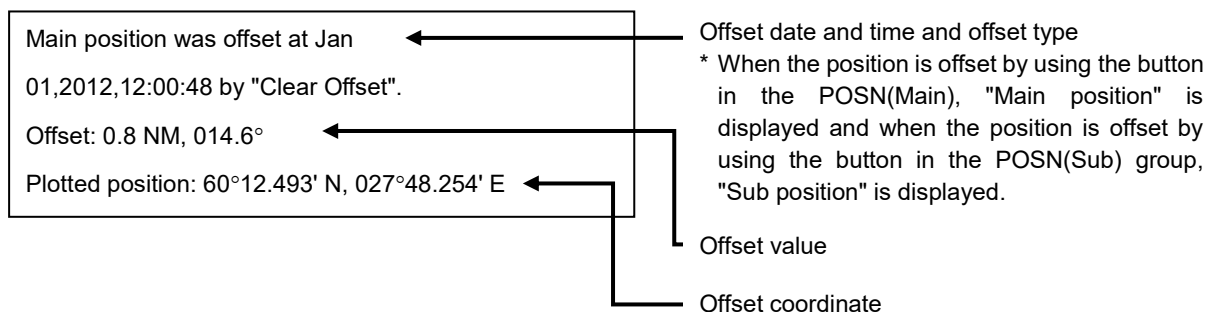 Main position was offset at Jan
01,2012,12:00:48 by "Clear Offset".
Offset: 0.8 NM, 014.6°
Plotted position: 60°12.493' N, 027°48.254' E
Offset date and time and offset type
* When the position is offset by using the button
in the POSN(Main), "Main position" is
displayed and when the position is offset by
using the button in the POSN(Sub) group,
"Sub position" is displayed.
Offset value
Offset coordinate